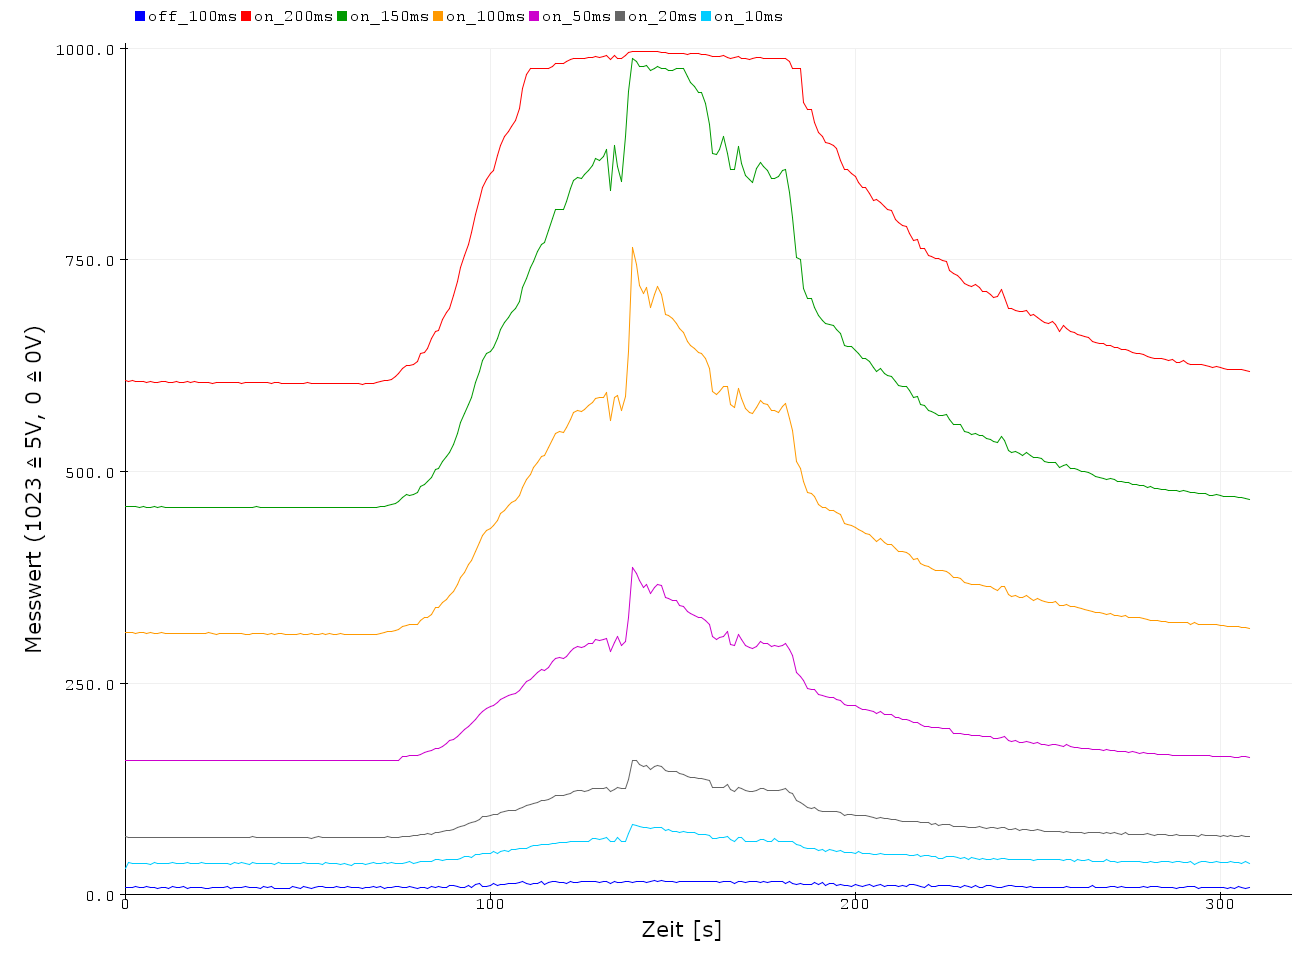 off_100ms on_200ms on_150ms on_100ms on_50ms on_20ms on_10ms
1000.0
750.0
500.0
250.0
0.0
0 100 200 300
Messwert (1023 ≙ 5V, 0 ≙ 0V)
Zeit [s]